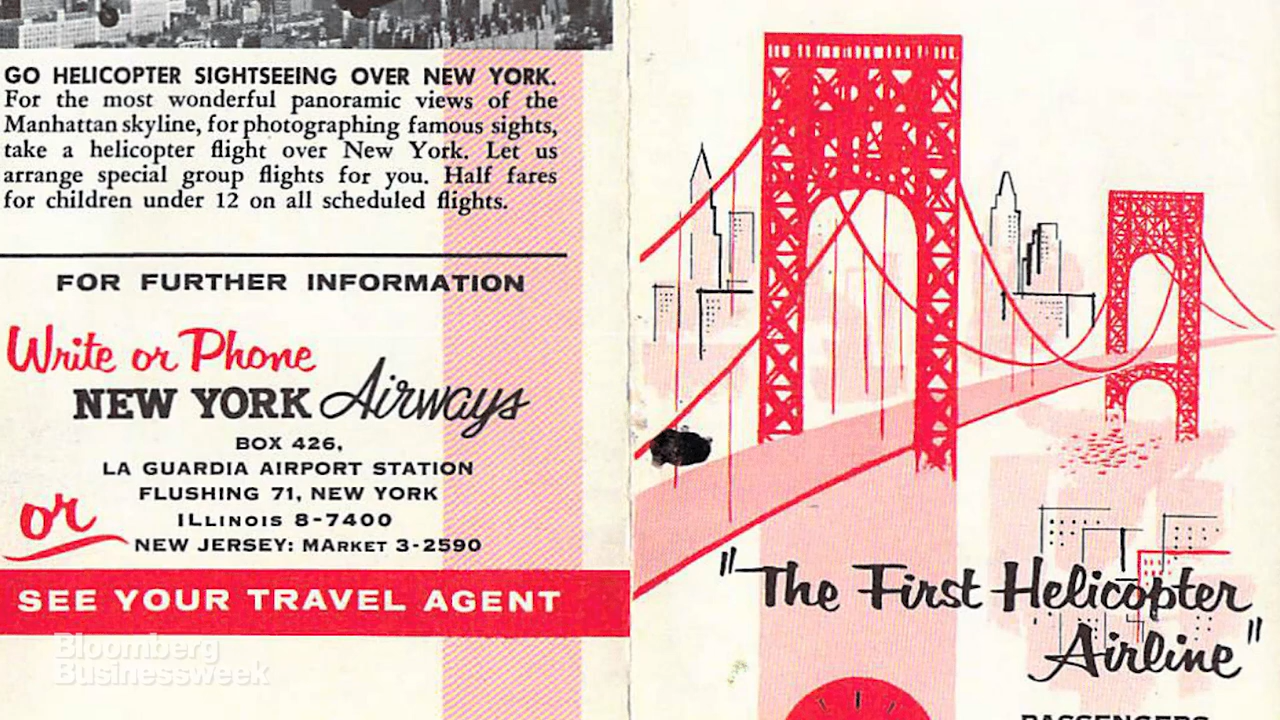 GO HELICOPTER SIGHTSEEING OVER NEW YORK.
For the most wonderful panoramic views of the
Manhattan skyline, for photographing famous sights,
take a helicopter flight over New York. Let us
arrange special group flights for you. Half fares
for children under 12 on all scheduled flights.
FOR FURTHER INFORMATION
Write or Phone
NEW YORK Airways
BOX 426,
LA GUARDIA AIRPORT STATION
FLUSHING 71, NEW YORK
or
ILLINOIS 8-7400
NEW JERSEY: MARKET 3-2590
SEE YOUR TRAVEL AGENT
Bloomberg
Businessweek
"The First Helicopter
Airline"
PASSENGERS